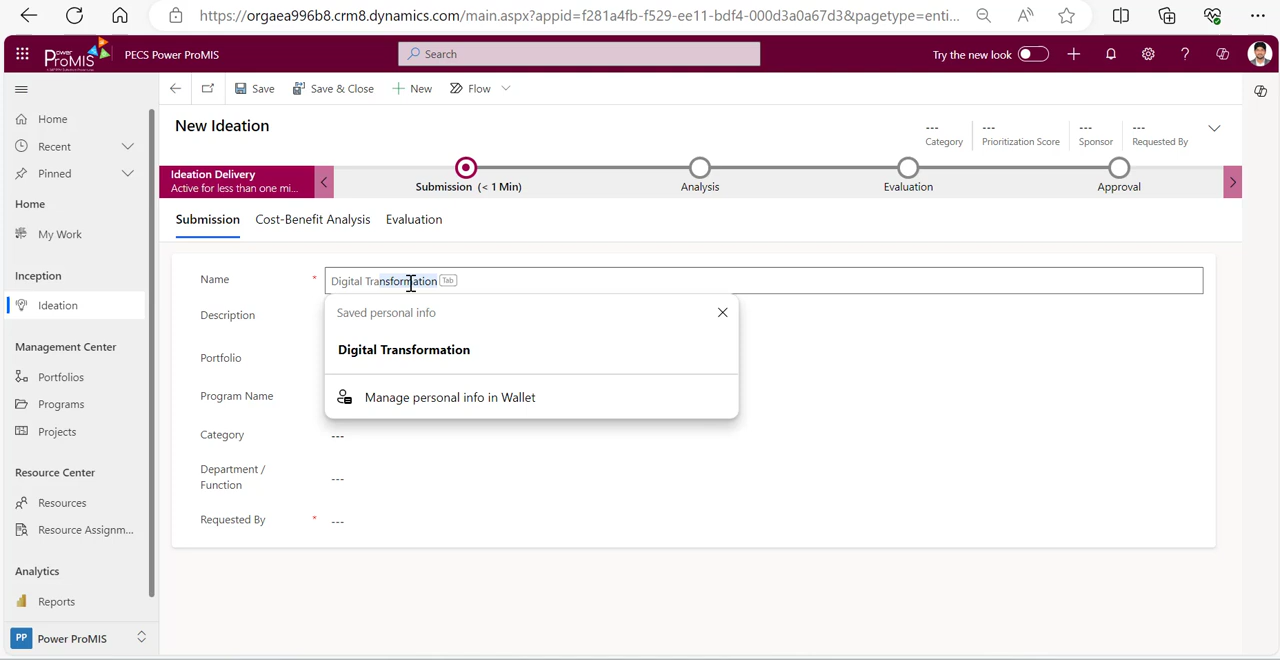 https://orgaea996b8.crm8.dynamics.com/main.aspx?appid=f281a4fb-f529-ee11-bdf4-000d3a0a67d3&pagetype=enti...
Power
ProMIS
PECS Power ProMIS
Search
Try the new look
Home
Recent
Pinned
Home
My Work
Inception
Ideation
Management Center
Portfolios
Programs
Projects
Resource Center
Resources
Resource Assignm...
Analytics
Reports
PP
Power ProMIS
Save
Save & Close
New
Flow
New Ideation
---
Category
---
Prioritization Score
---
Sponsor
---
Requested By
Ideation Delivery
Active for less than one mi...
Submission (< 1 Min)
Analysis
Evaluation
Approval
Submission
Cost-Benefit Analysis
Evaluation
Name *
Digital Transformation Tab
Description
Saved personal info
Digital Transformation
Manage personal info in Wallet
Portfolio
Program Name
Category
---
Department /
Function
---
Requested By *
---